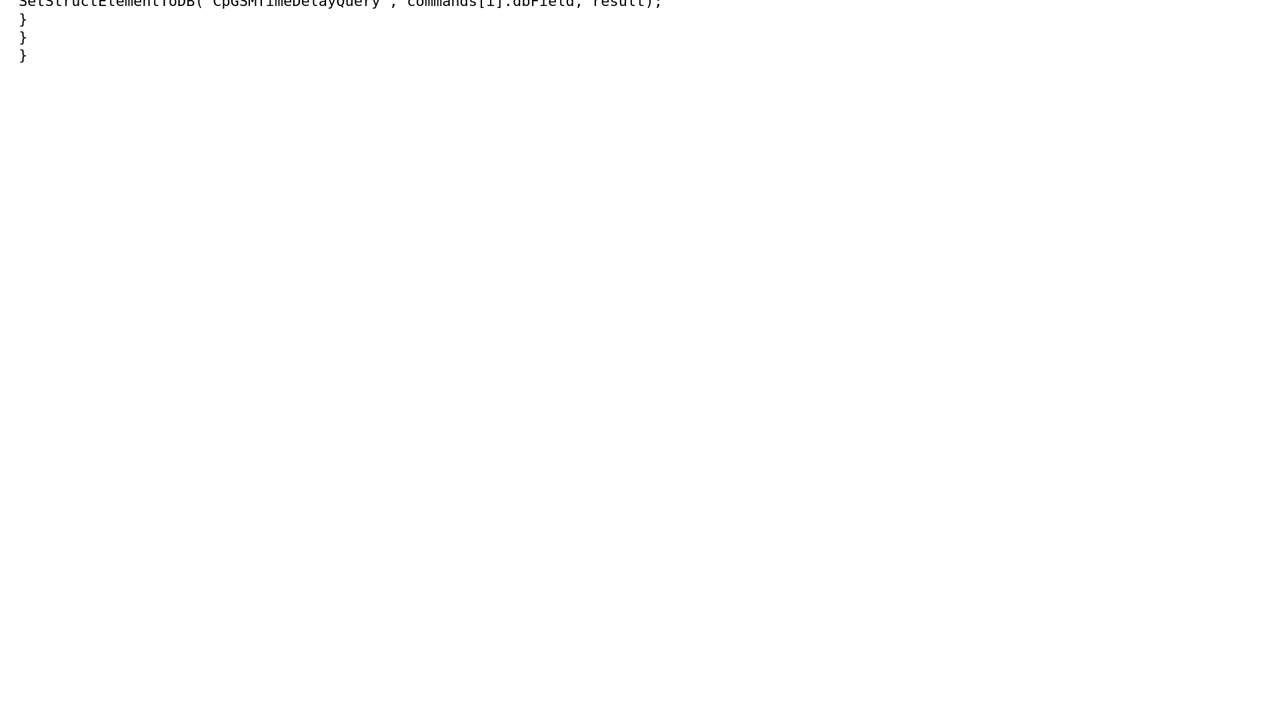 SetStructElementToDB("CpGSMTimeDelayQuery", commands[i].dbField, result);
}
}
}